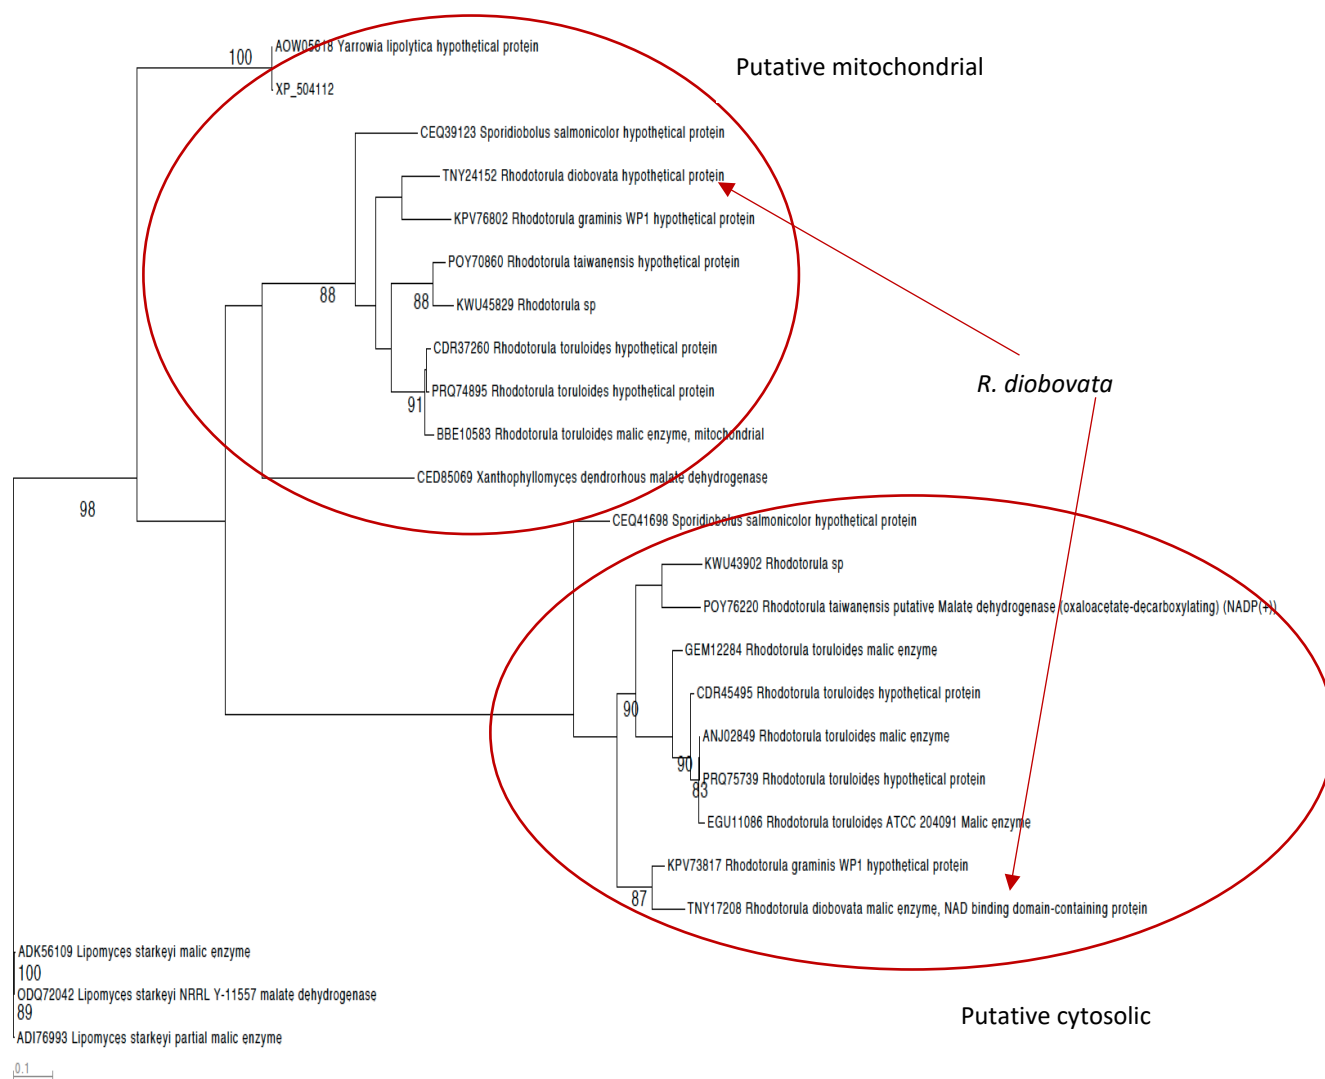 AOW05618 Yarrowia lipolytica hypothetical protein
100
Putative mitochondrial
XP_504112
CEQ39123 Sporidiobolus salmonicolor hypothetical protein
TNY24152 Rhodotorula diobovata hypothetical protein
KPV76802 Rhodotorula graminis WP1 hypothetical protein
POY70860 Rhodotorula taiwanensis hypothetical protein
88
88
KWU45829 Rhodotorula sp
CDR37260 Rhodotorula toruloides hypothetical protein
R. diobovata
PRQ74895 Rhodotorula toruloides hypothetical protein
91
BBE10583 Rhodotorula toruloides malic enzyme, mitochondrial
CED85069 Xanthophyllomyces dendrorhous malate dehydrogenase
98
CEQ41698 Sporidiobolus salmonicolor hypothetical protein
KWU43902 Rhodotorula sp
POY76220 Rhodotorula taiwanensis putative Malate dehydrogenase (oxaloacetate-decarboxylating) (NADP(+))
GEM12284 Rhodotorula toruloides malic enzyme
CDR45495 Rhodotorula toruloides hypothetical protein
90
ANJ02849 Rhodotorula toruloides malic enzyme
90
PRQ75739 Rhodotorula toruloides hypothetical protein
83
EGU11086 Rhodotorula toruloides ATCC 204091 Malic enzyme
KPV73817 Rhodotorula graminis WP1 hypothetical protein
87
TNY17208 Rhodotorula diobovata malic enzyme, NAD binding domain-containing protein
ADK56109 Lipomyces starkeyi malic enzyme
100
ODQ72042 Lipomyces starkeyi NRRL Y-11557 malate dehydrogenase
89
Putative cytosolic
ADI76993 Lipomyces starkeyi partial malic enzyme
0.1